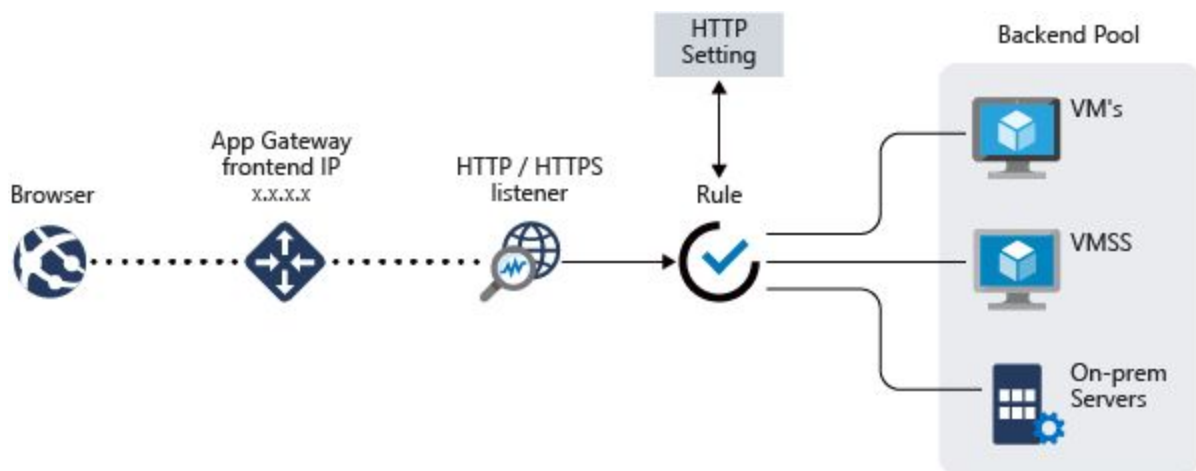 HTTP
Setting
Backend Pool
VM's
App Gateway
frontend IP
x.x.x.x
HTTP / HTTPS
listener
Browser
Rule
VMSS
On-prem
Servers